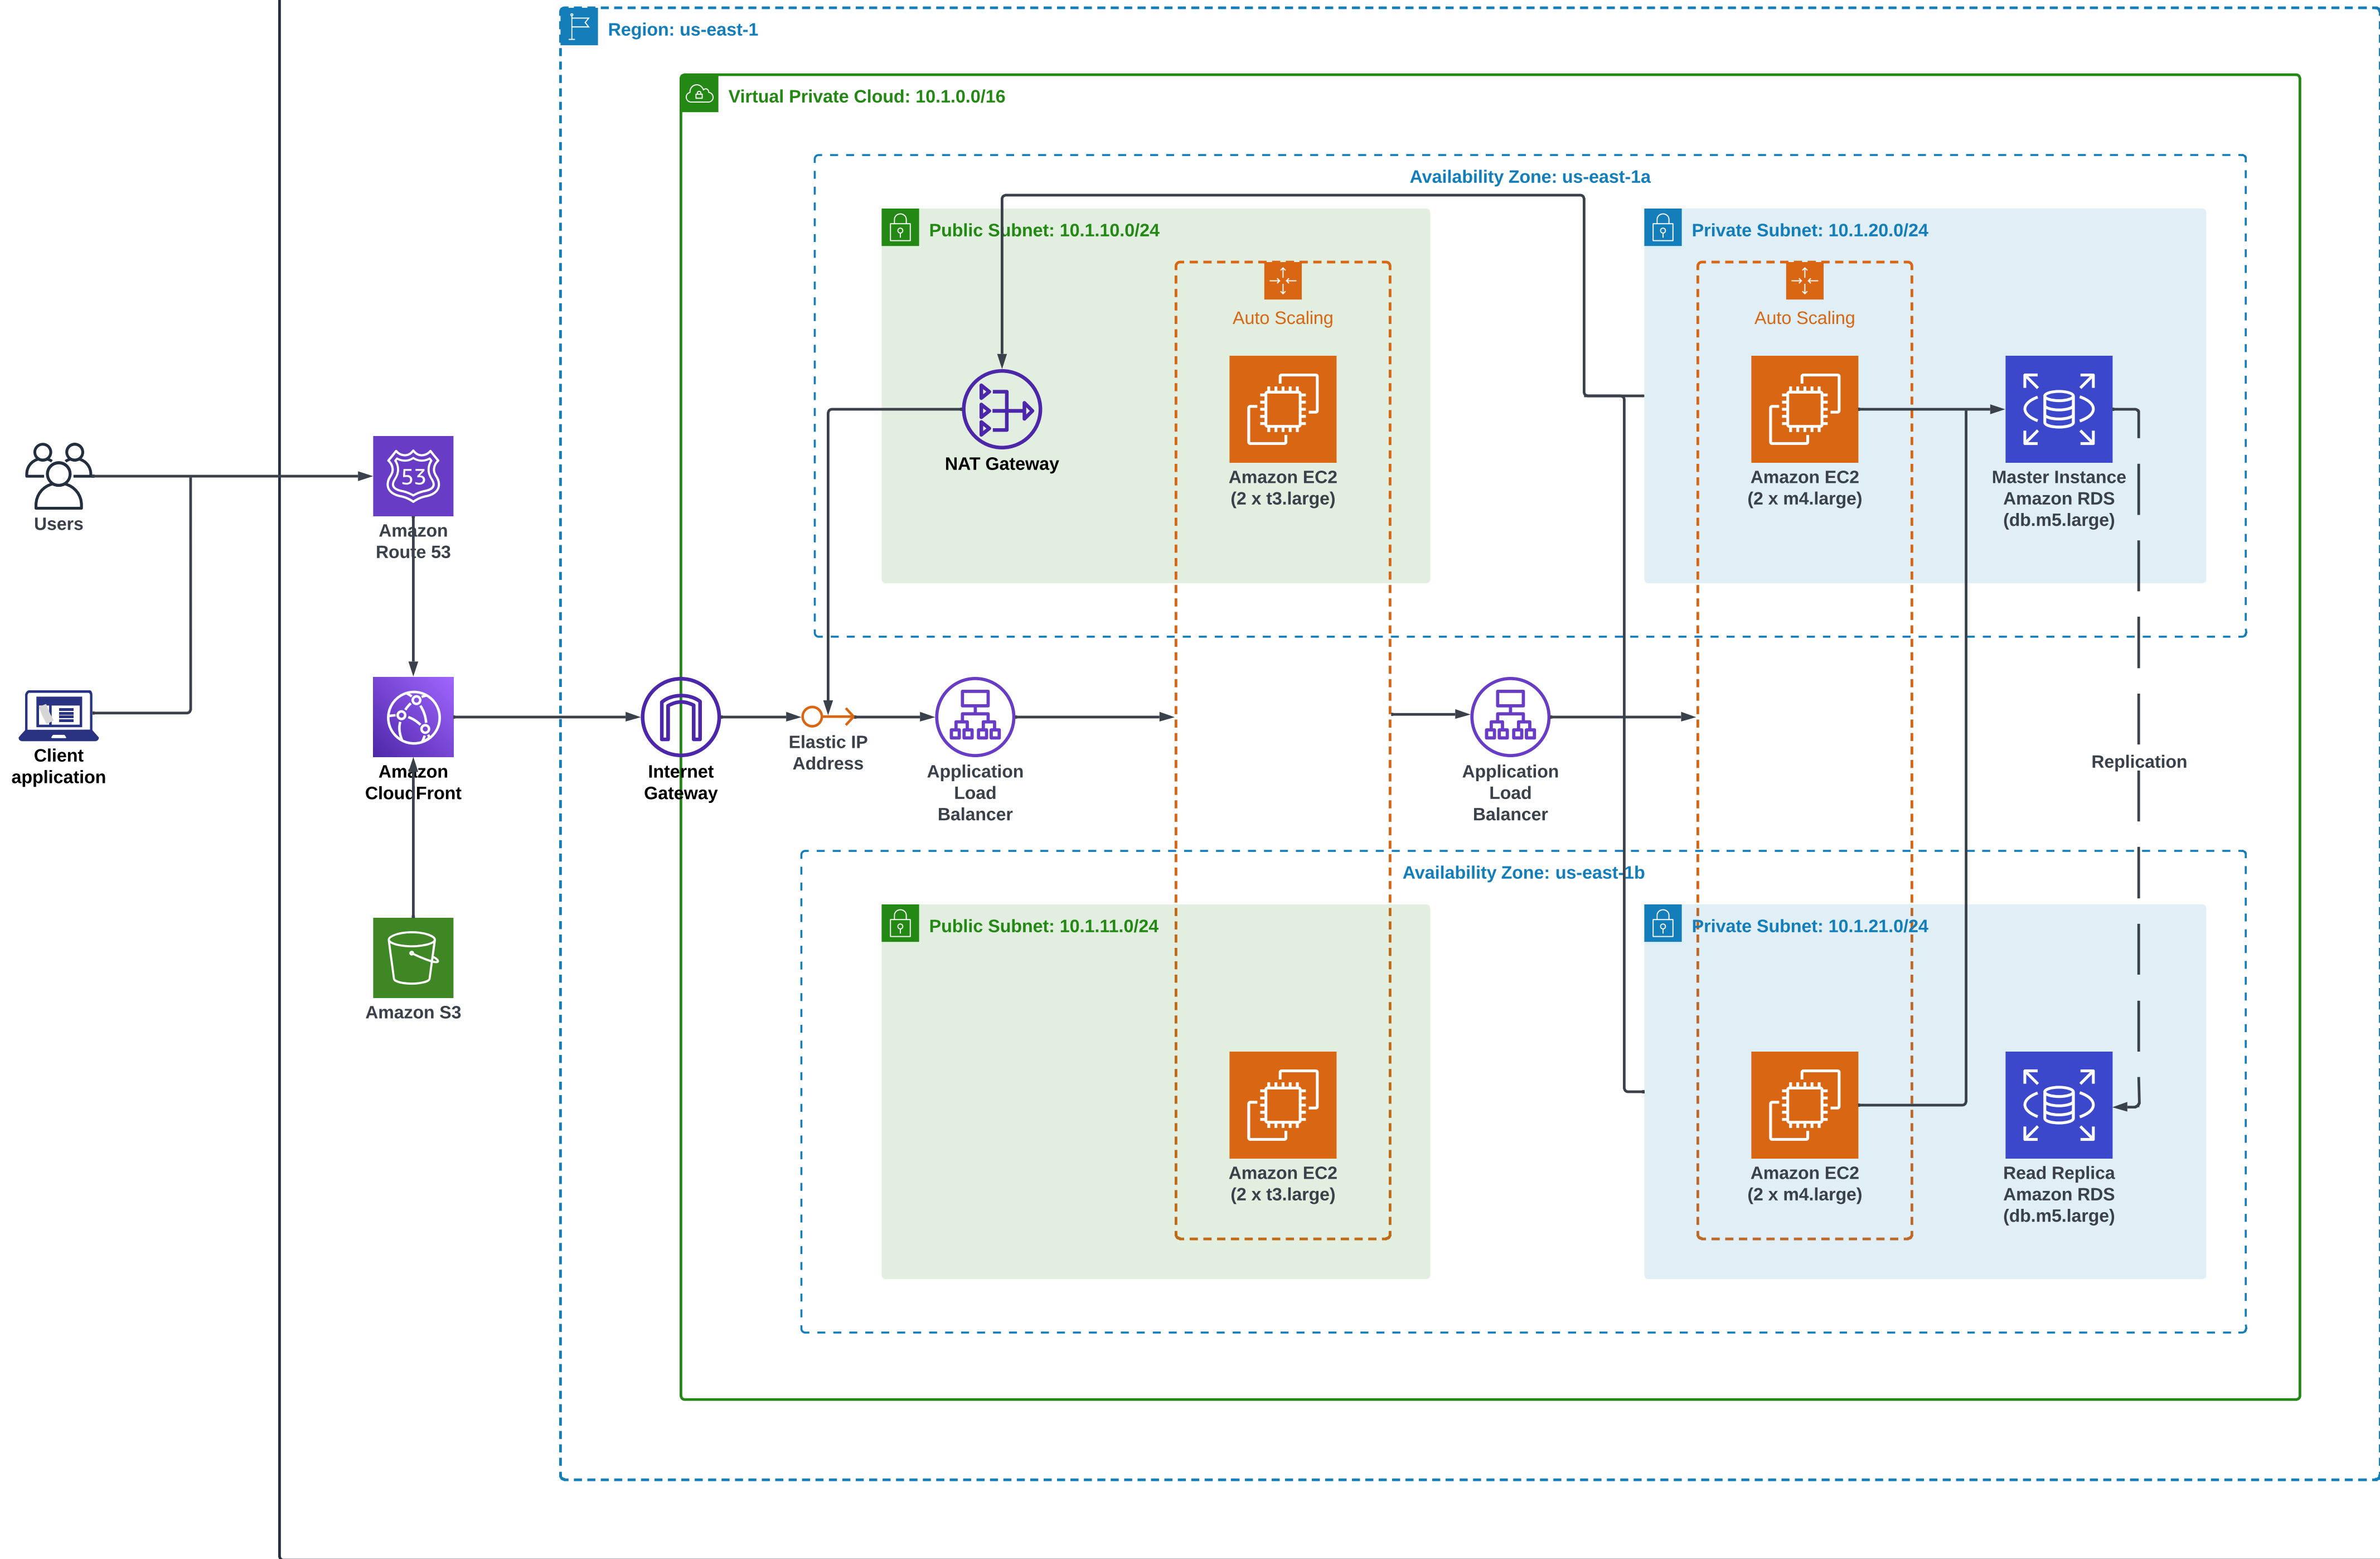 Region: us-east-1
Virtual Private Cloud: 10.1.0.0/16
Availability Zone: us-east-1a
Public Subnet: 10.1.10.0/24
Private Subnet: 10.1.20.0/24
Auto Scaling
Auto Scaling
NAT Gateway
Amazon EC2
(2 x t3.large)
Amazon EC2
(2 x m4.large)
Master Instance
Amazon RDS
(db.m5.large)
Users
53
Amazon
Route 53
Client
application
Amazon
CloudFront
Internet
Gateway
Elastic IP
Address
Application
Load
Balancer
Application
Load
Balancer
Replication
Availability Zone: us-east-1b
Public Subnet: 10.1.11.0/24
Private Subnet: 10.1.21.0/24
Amazon S3
Amazon EC2
(2 x t3.large)
Amazon EC2
(2 x m4.large)
Read Replica
Amazon RDS
(db.m5.large)